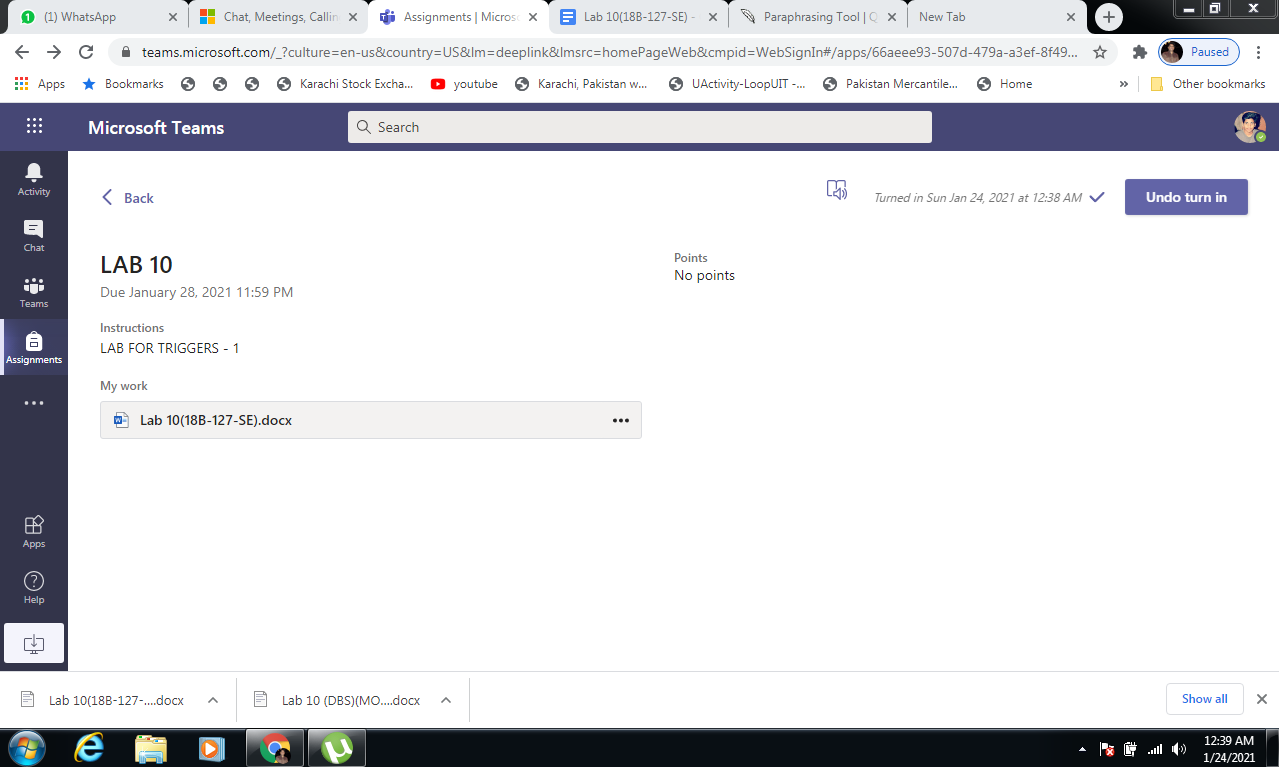 (1) WhatsApp
Chat, Meetings, Callin
Assignments | Micros
Lab 10(18B-127-SE) -
Paraphrasing Tool | Q
New Tab
teams.microsoft.com/_?culture=en-us&country=US&lm=deeplink&lmsrc=homePageWeb&cmpid=WebSignIn#/apps/66aeee93-507d-479a-a3ef-8f49...
Paused
Apps
Bookmarks
Karachi Stock Excha...
youtube
Karachi, Pakistan w...
UActivity-LoopUIT -...
Pakistan Mercantile...
Home
»
Other bookmarks
Microsoft Teams
Search
Activity
Chat
Teams
Assignments
Apps
Help
Back
Turned in Sun Jan 24, 2021 at 12:38 AM
Undo turn in
LAB 10
Due January 28, 2021 11:59 PM
Points
No points
Instructions
LAB FOR TRIGGERS - 1
My work
Lab 10(18B-127-SE).docx
Lab 10(18B-127-....docx
Lab 10 (DBS)(MO....docx
Show all
12:39 AM
1/24/2021